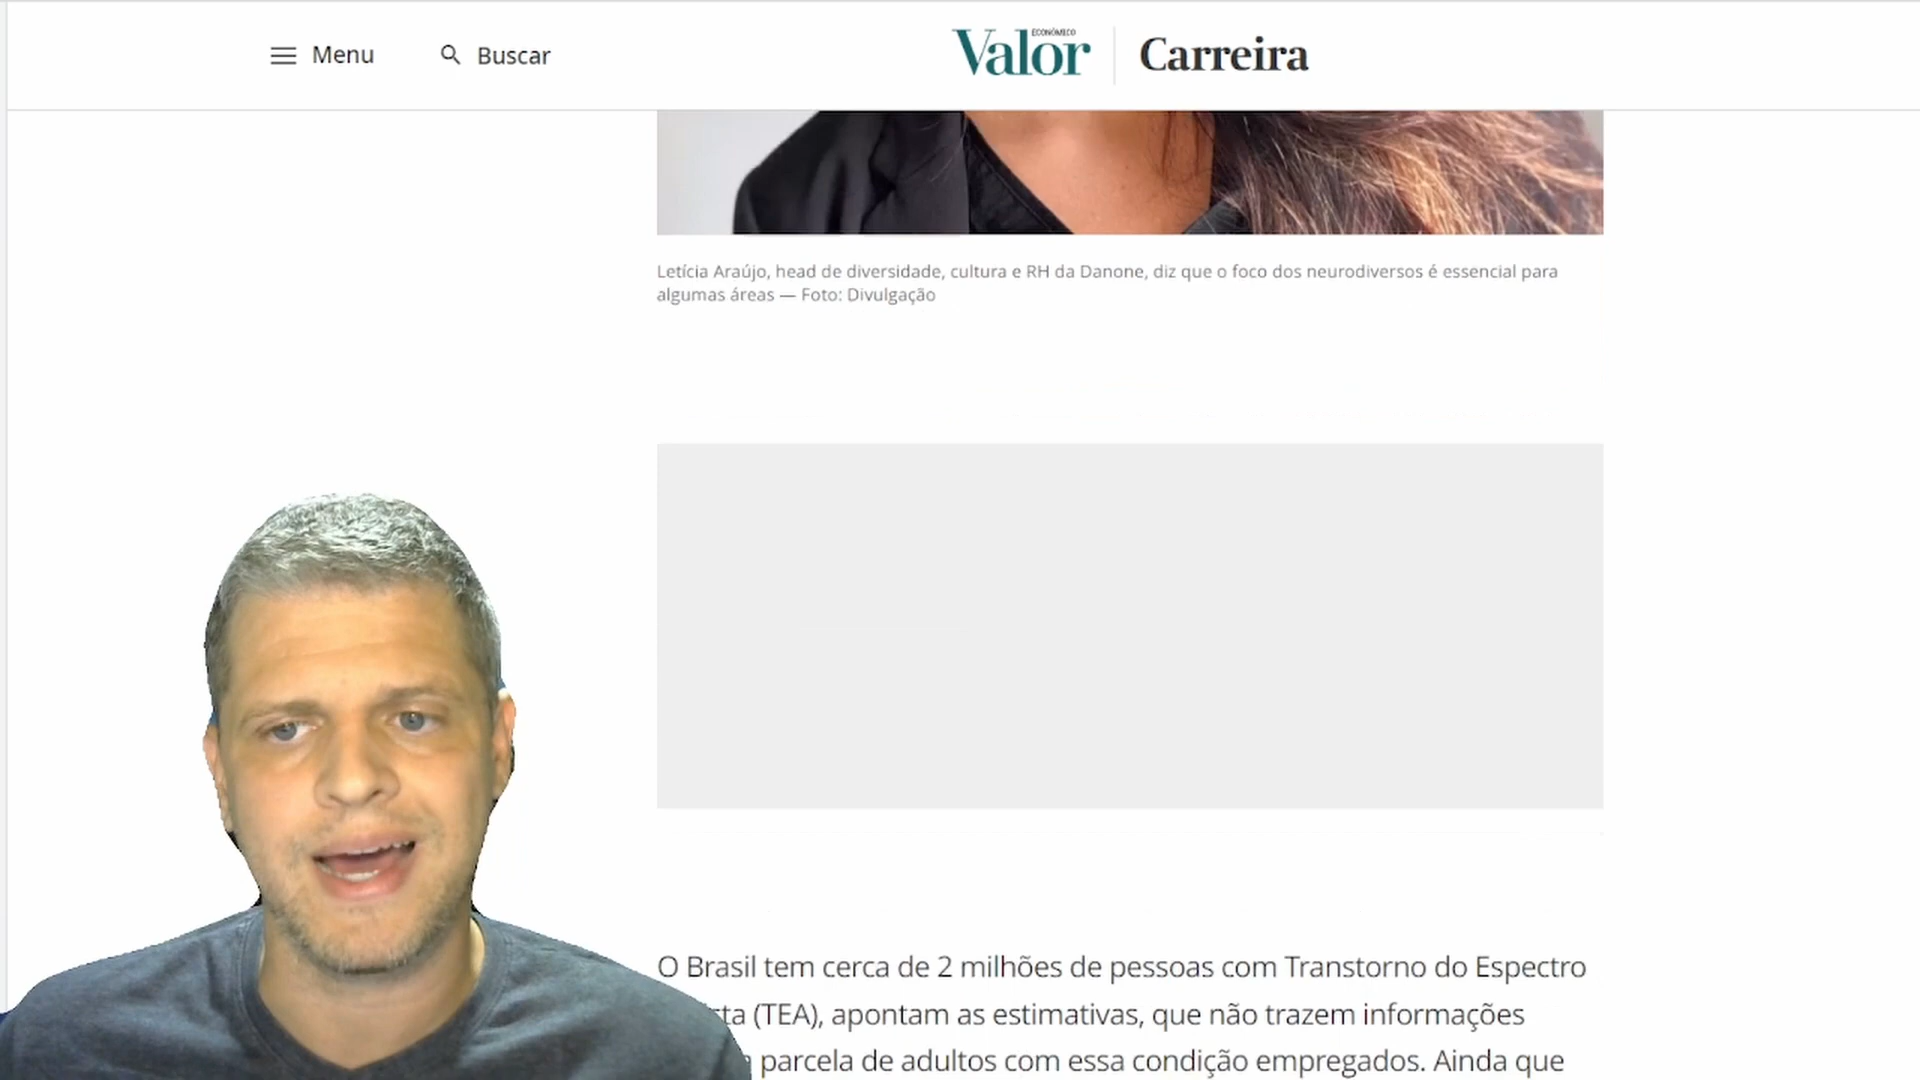 Menu
Buscar
Valor
ECONÔMICO
Carreira
Letícia Araújo, head de diversidade, cultura e RH da Danone, diz que o foco dos neurodiversos é essencial para
algumas áreas — Foto: Divulgação
O Brasil tem cerca de 2 milhões de pessoas com Transtorno do Espectro
(TEA), apontam as estimativas, que não trazem informações
parcela de adultos com essa condição empregados. Ainda que